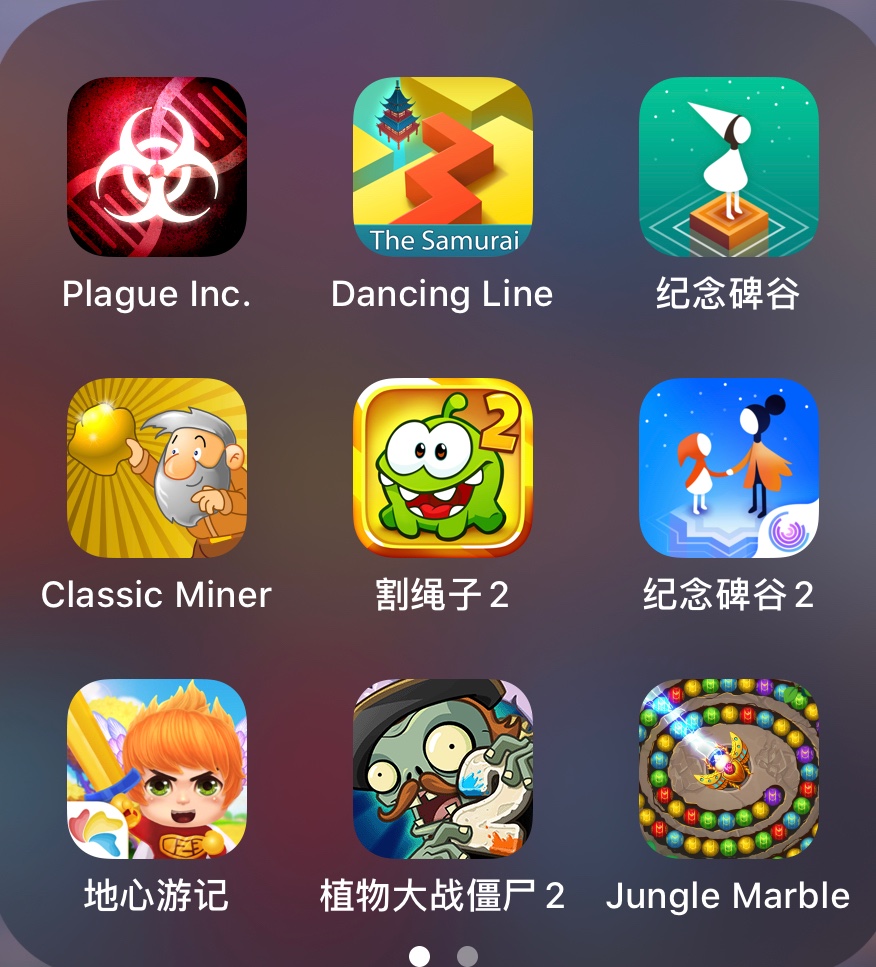 The Samurai
Plague Inc.
Dancing Line
纪念碑谷
2
Classic Miner
割绳子 2
纪念碑谷 2
地心游记
植物大战僵尸 2
Jungle Marble